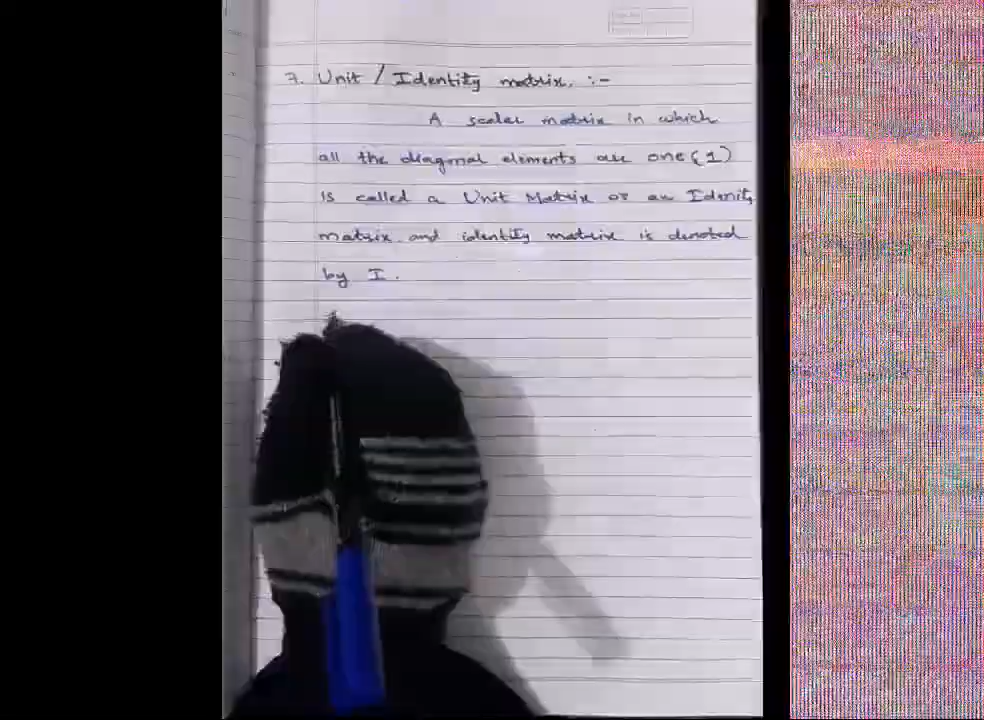 7. Unit / Identity matrix. :-
A scalar matrix in which
all the diagonal elements are one (1)
is called a Unit Matrix or an Idenity
matrix. and identity matrix is denoted
by I.